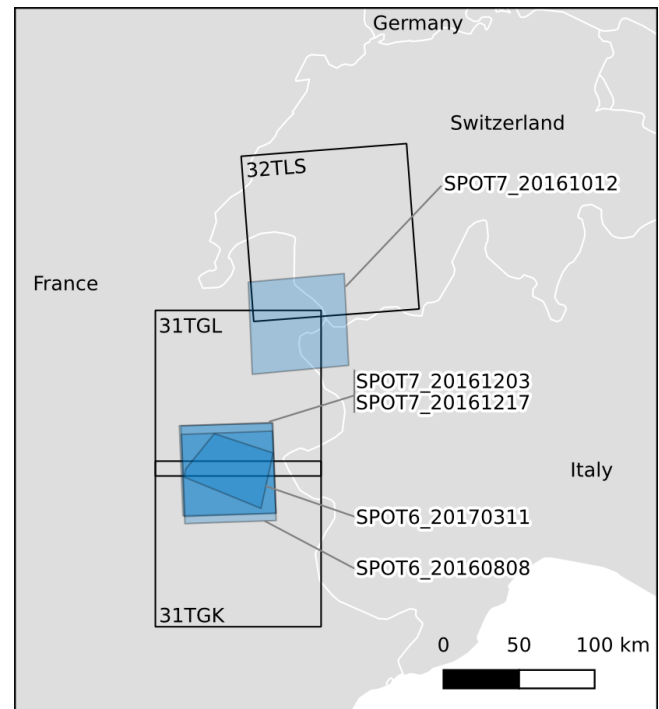 Germany
Switzerland
32TLS
SPOT7_20161012
France
31TGL
SPOT7_20161203
SPOT7_20161217
Italy
SPOT6_20170311
SPOT6_20160808
31TGK
0 50 100 km